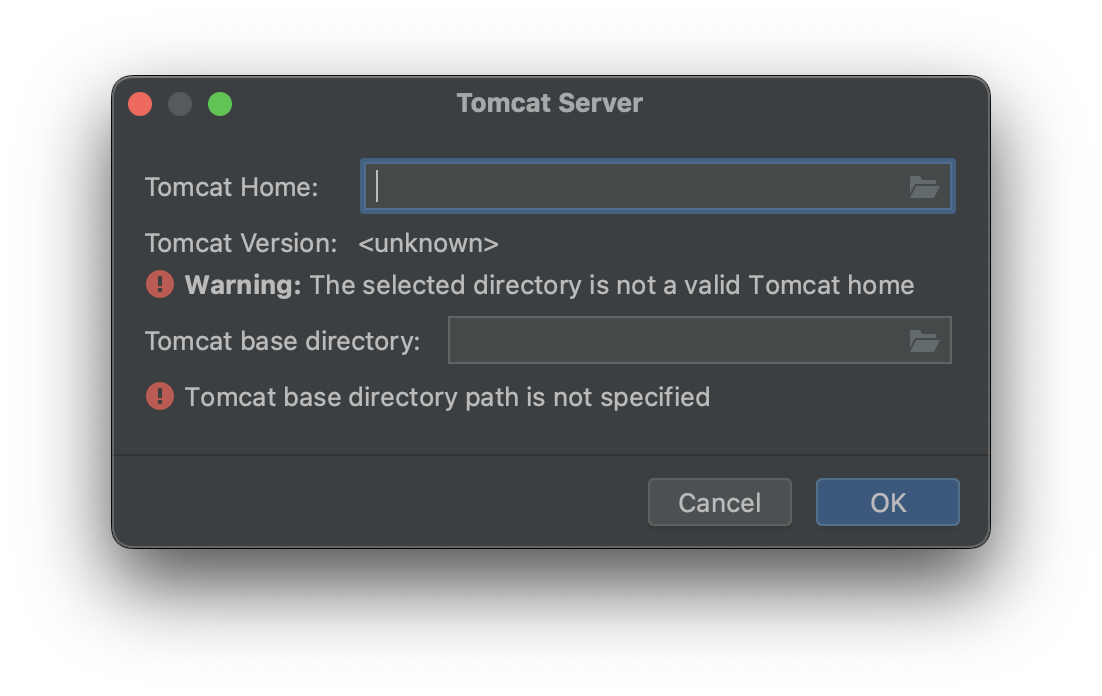 Tomcat Server
Tomcat Home:
Tomcat Version: <unknown>
Warning: The selected directory is not a valid Tomcat home
Tomcat base directory:
Tomcat base directory path is not specified
Cancel OK